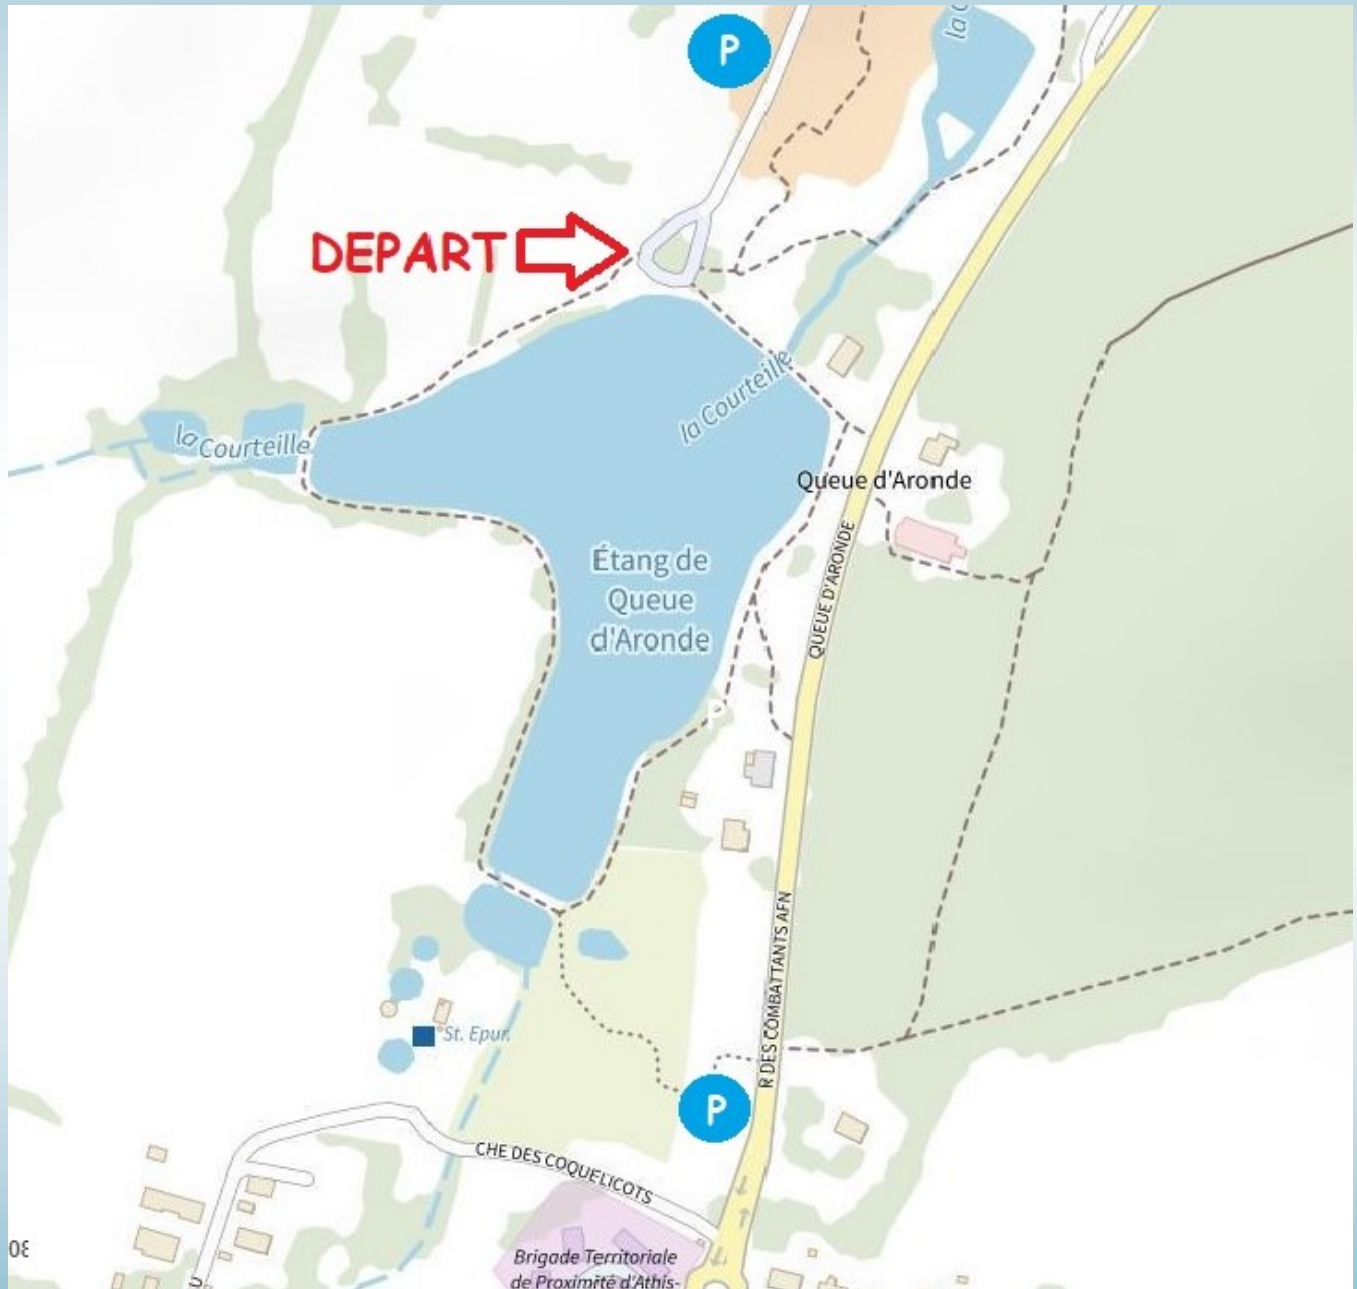 P
la C
DEPART
la Courteille
la Courteille
Queue d'Aronde
Étang de
Queue
d'Aronde
QUEUE D'ARONDE
P
R DES COMBATTANTS AFN
St. Epur.
P
CHE DES COQUELICOTS
Brigade Territoriale
de Proximité d'Athis-